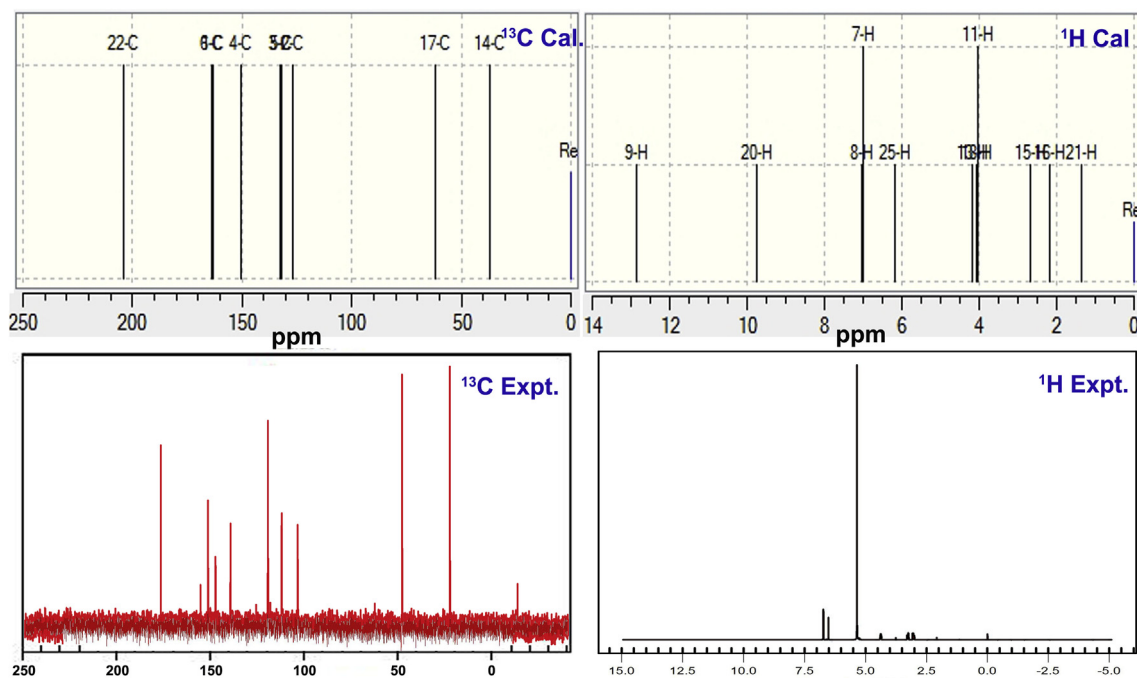 22-C 4-C 17-C 14-C ¹³C Cal.
Re
250 200 150 100 50 0
ppm
7-H 11-H ¹H Cal
9-H 20-H 8-H 25-H 21-H
Re
14 12 10 8 6 4 2 0
ppm
¹³C Expt.
250 200 150 100 50 0
¹H Expt.
15.0 12.5 10.0 7.5 5.0 2.5 0.0 -2.5 -5.0